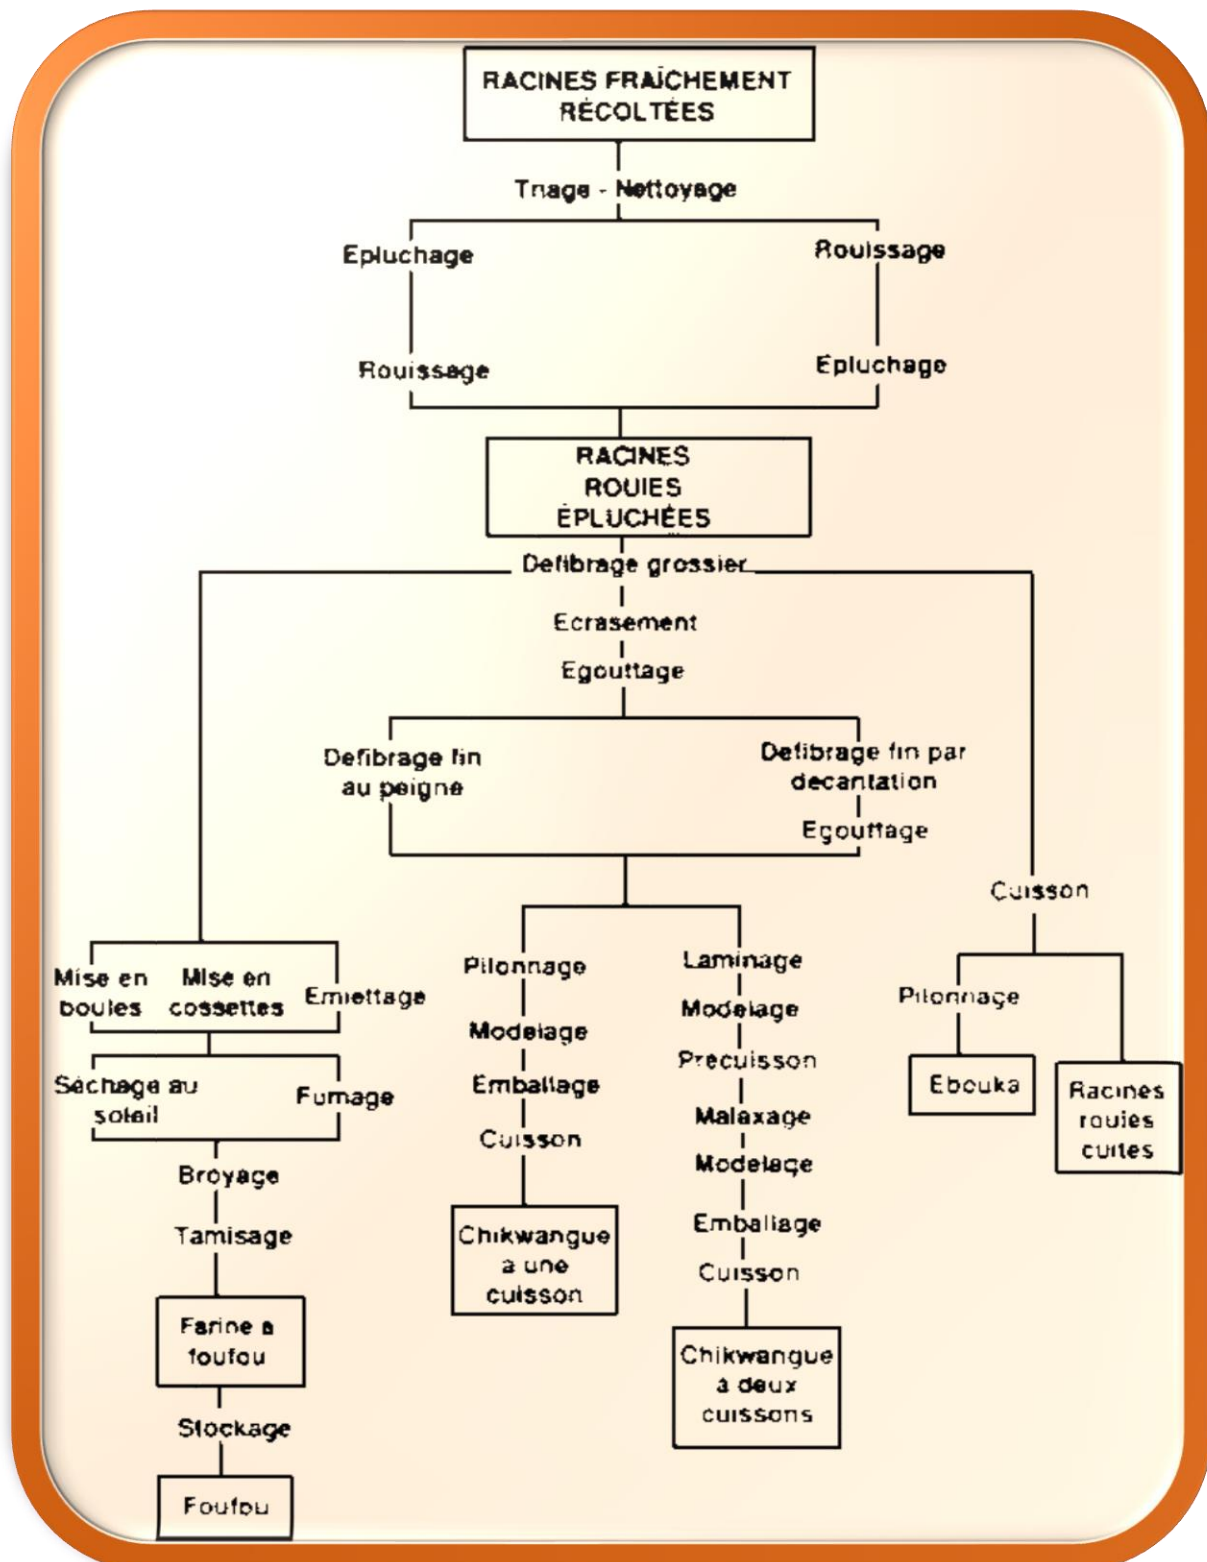 RACINES FRAÎCHEMENT
RÉCOLTÉES
Triage - Nettoyage
Epluchage
Rouissage
Rouissage
Epluchage
RACINES
ROUIES
ÉPLUCHÉES
Defibrage grossier
Ecrasement
Egouttage
Defibrage fin
au peigne
Defibrage fin par
decantation
Egouttage
Cuisson
Mise en
boules
Mise en
cossettes
Emiettage
Séchage au
soleil
Fumage
Broyage
Tamisage
Farine a
foufou
Stockage
Foufou
Pilonnage
Modelage
Emballage
Cuisson
Chikwangue
a une
cuisson
Laminage
Modelage
Precuisson
Malaxage
Modelage
Emballage
Cuisson
Chikwangue
à deux
cuissons
Pilonnage
Ebouka
Racines
rouies
cuites